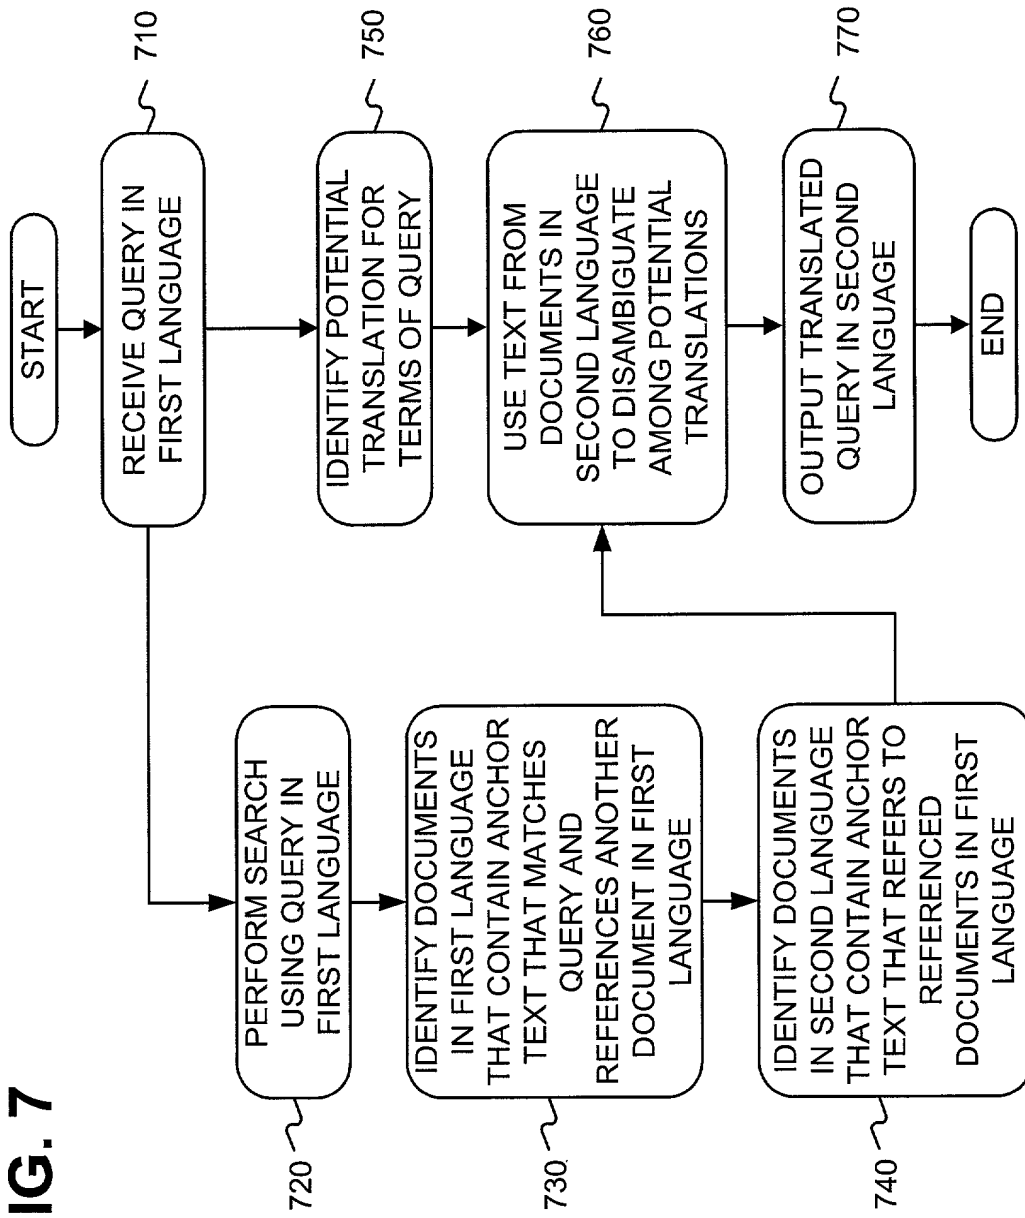 IG. 7
START
RECEIVE QUERY IN
FIRST LANGUAGE
710
PERFORM SEARCH
USING QUERY IN
FIRST LANGUAGE
720
IDENTIFY DOCUMENTS
IN FIRST LANGUAGE
THAT CONTAIN ANCHOR
TEXT THAT MATCHES
QUERY AND
REFERENCES ANOTHER
DOCUMENT IN FIRST
LANGUAGE
730
IDENTIFY DOCUMENTS
IN SECOND LANGUAGE
THAT CONTAIN ANCHOR
TEXT THAT REFERS TO
REFERENCED
DOCUMENTS IN FIRST
LANGUAGE
740
IDENTIFY POTENTIAL
TRANSLATION FOR
TERMS OF QUERY
750
USE TEXT FROM
DOCUMENTS IN
SECOND LANGUAGE
TO DISAMBIGUATE
AMONG POTENTIAL
TRANSLATIONS
760
OUTPUT TRANSLATED
QUERY IN SECOND
LANGUAGE
770
END